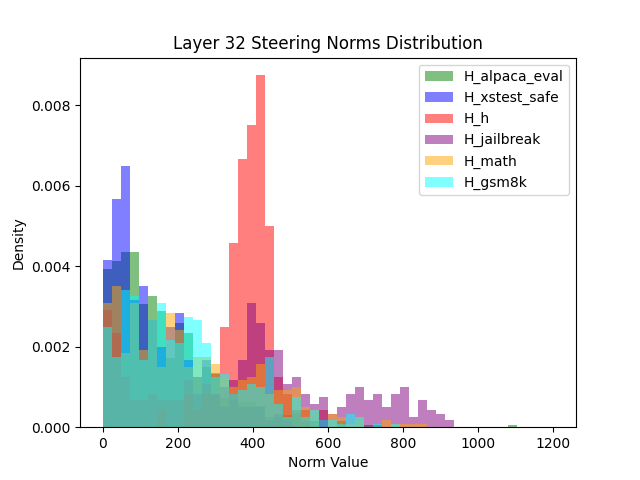 Layer 32 Steering Norms Distribution
H_alpaca_eval
H_xstest_safe
H_h
H_jailbreak
H_math
H_gsm8k
0.008
0.006
0.004
0.002
0.000
Density
0
200
400
600
800
1000
1200
Norm Value